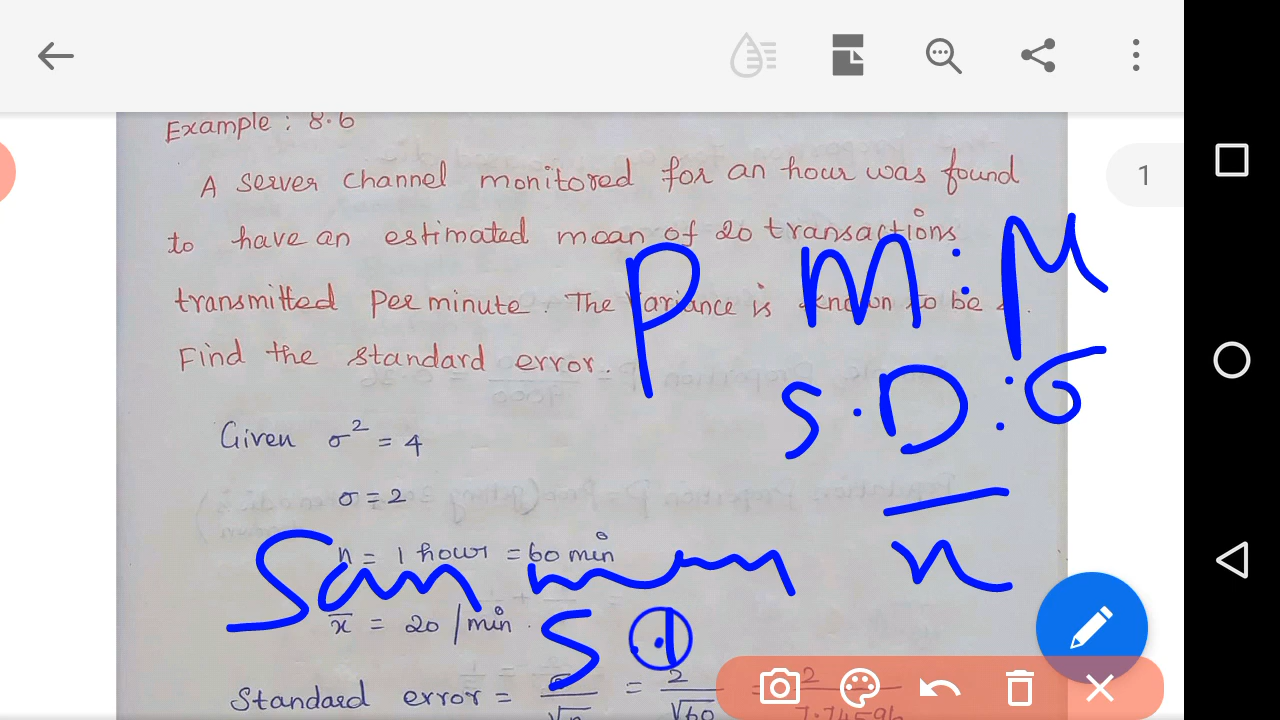 1
Example : 8.6
A server channel monitored for an hour was found
to have an estimated mean of 20 transactions
transmitted per minute. The variance is known to be 4.
Find the standard error.
P M : μ
S.D : σ
Given σ² = 4
σ = 2
n = 1 hour = 60 min
x̄ = 20 / min
x̄
S.d
Standard error = σ/√n = 2/√60 = 2/7.74596